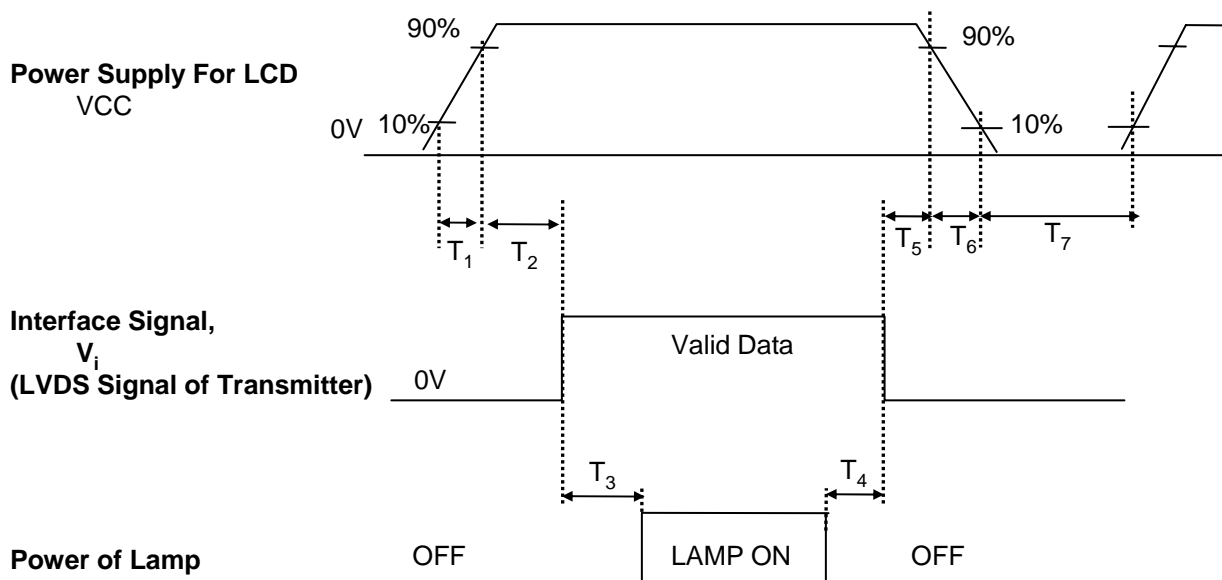 90%
90%
Power Supply For LCD
VCC
0V
10%
10%
T1
T2
T5
T6
T7
Interface Signal,
Vi
(LVDS Signal of Transmitter)
0V
Valid Data
T3
T4
Power of Lamp
OFF
LAMP ON
OFF